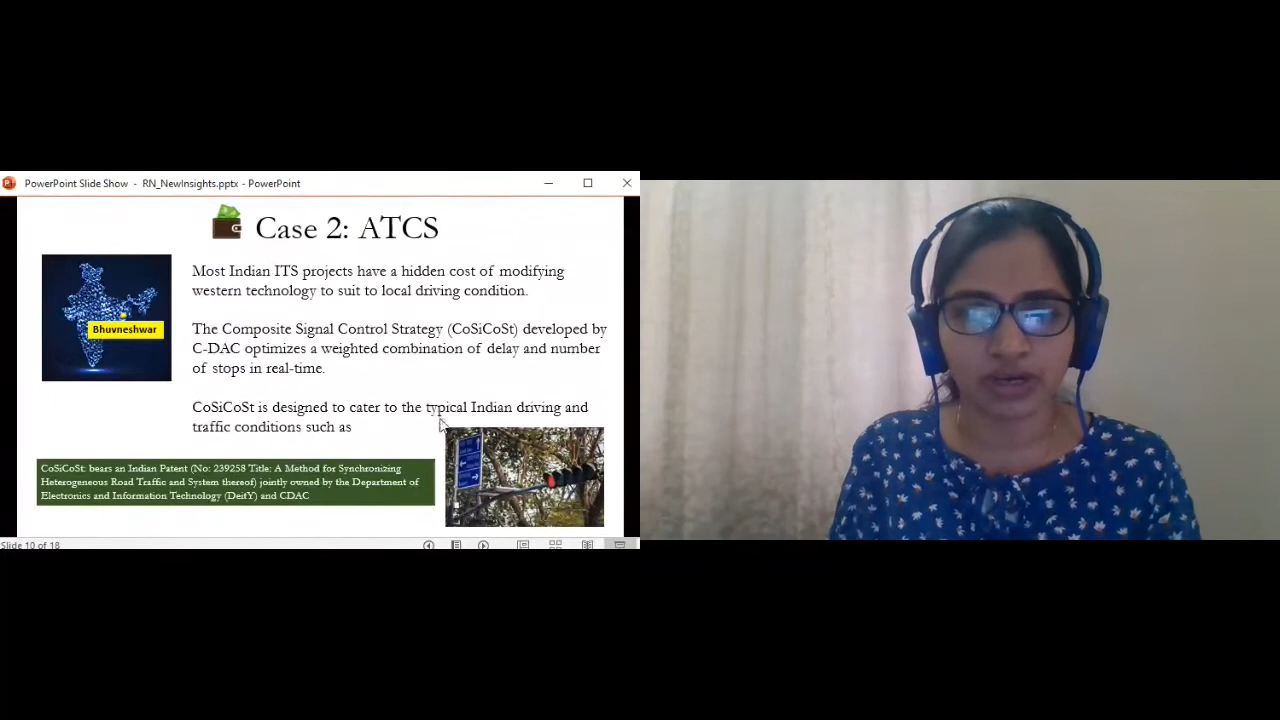 PowerPoint Slide Show - RN_NewInsights.pptx - PowerPoint
Case 2: ATCS
Most Indian ITS projects have a hidden cost of modifying
western technology to suit to local driving condition.
Bhuvneshwar
The Composite Signal Control Strategy (CoSiCoSt) developed by
C-DAC optimizes a weighted combination of delay and number
of stops in real-time.
CoSiCoSt is designed to cater to the typical Indian driving and
traffic conditions such as
CoSiCoSt: bears an Indian Patent (No: 239258 Title: A Method for Synchronizing
Heterogeneous Road Traffic and System thereof) jointly owned by the Department of
Electronics and Information Technology (DeitY) and CDAC
Slide 10 of 18